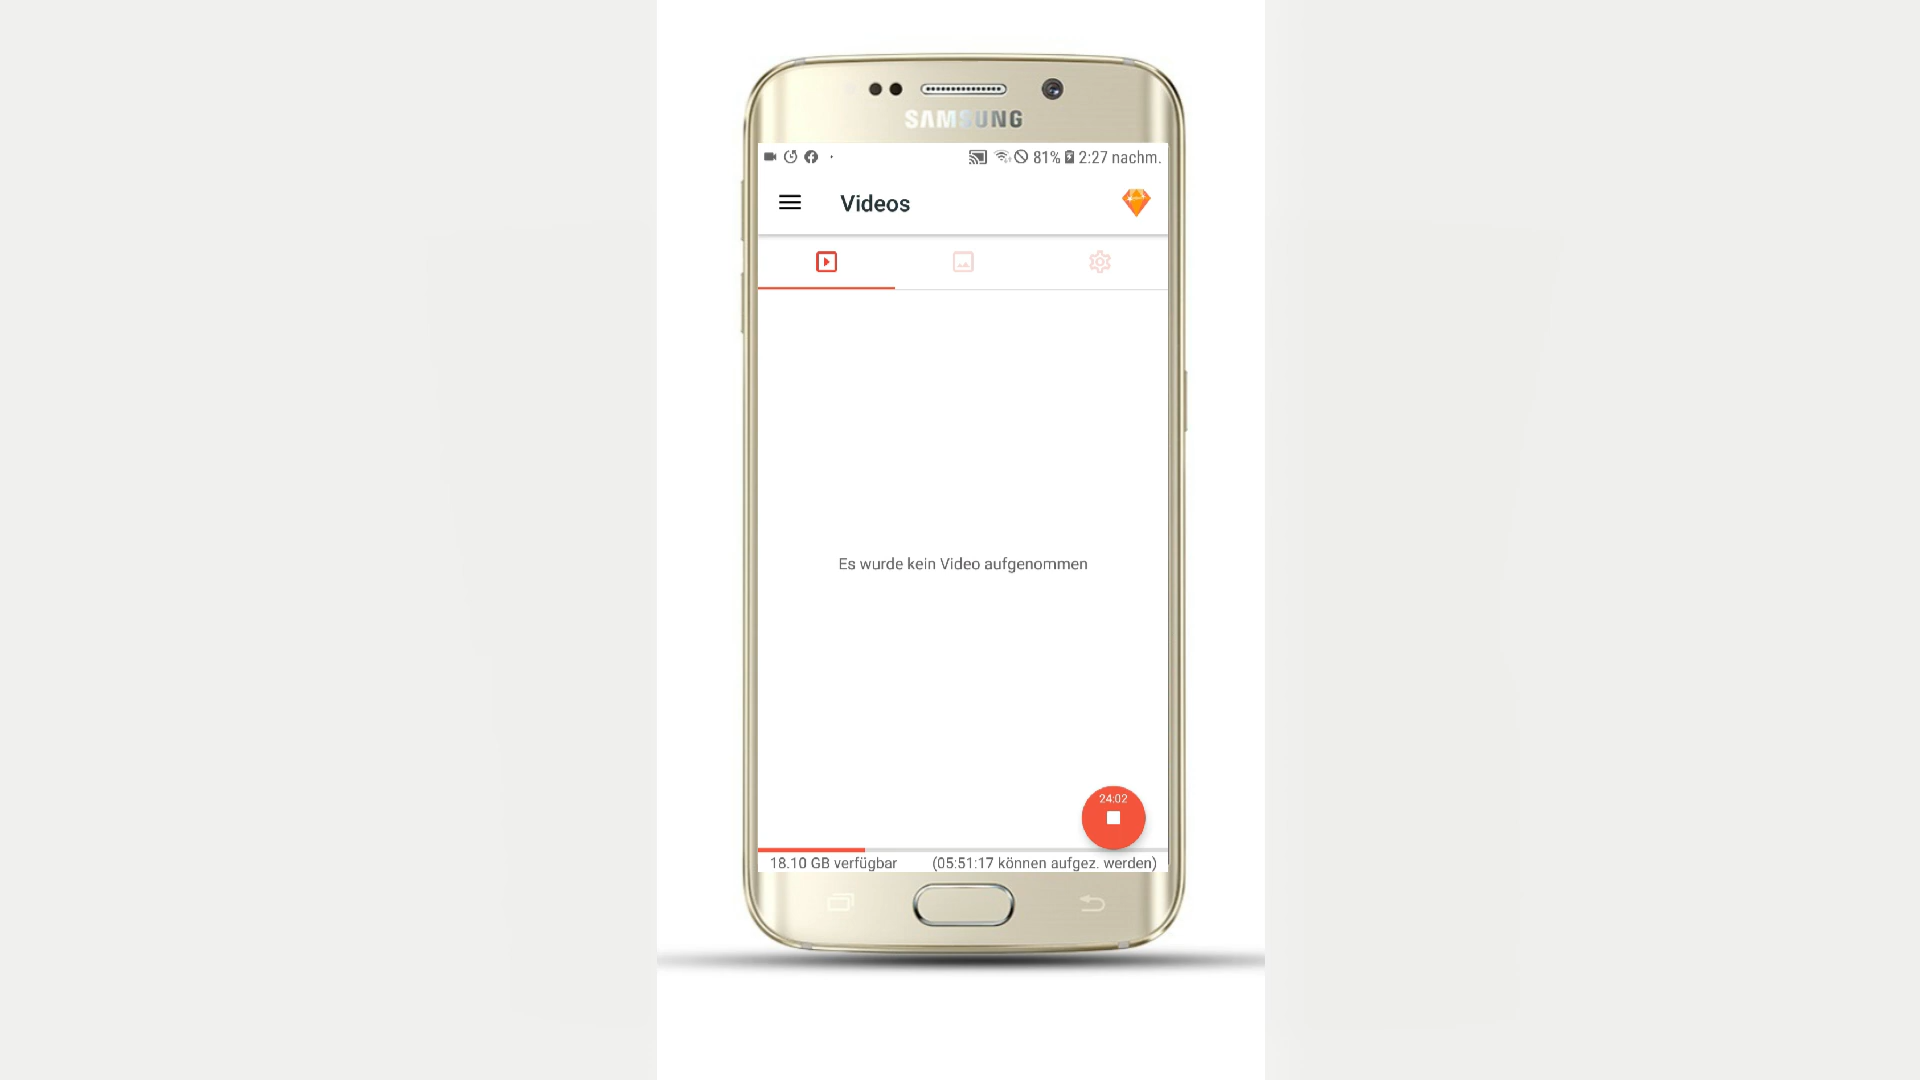 SAMSUNG
81% 2:27 nachm.
Videos
Es wurde kein Video aufgenommen
24:02
18.10 GB verfügbar (05:51:17 können aufgez. werden)